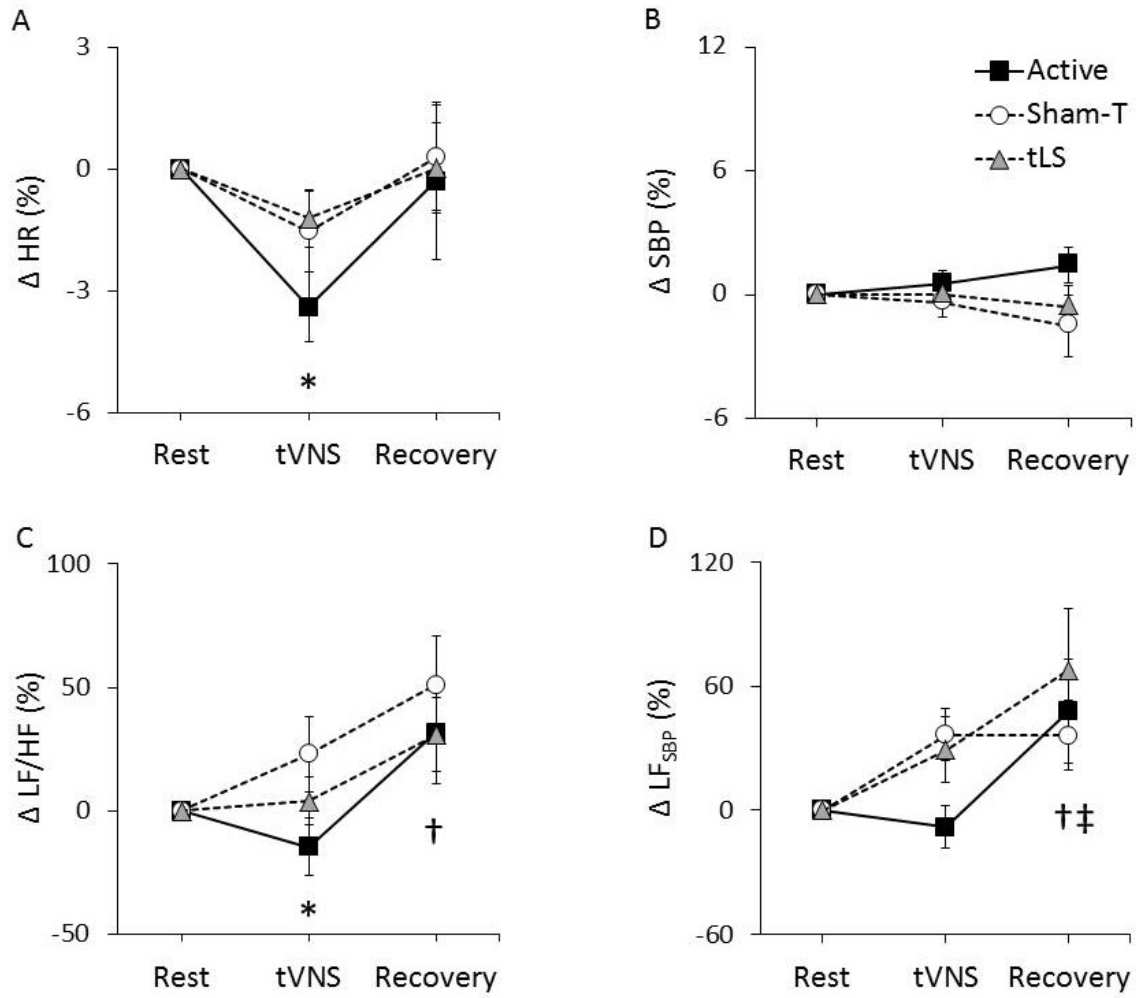 A
3
0
-3
-6
Δ HR (%)
Rest tVNS Recovery
*
B
12
6
0
-6
Δ SBP (%)
Active
Sham-T
tLS
Rest tVNS Recovery
C
100
50
0
-50
Δ LF/HF (%)
†
*
Rest tVNS Recovery
D
120
60
0
-60
Δ LFSBP (%)
†‡
Rest tVNS Recovery